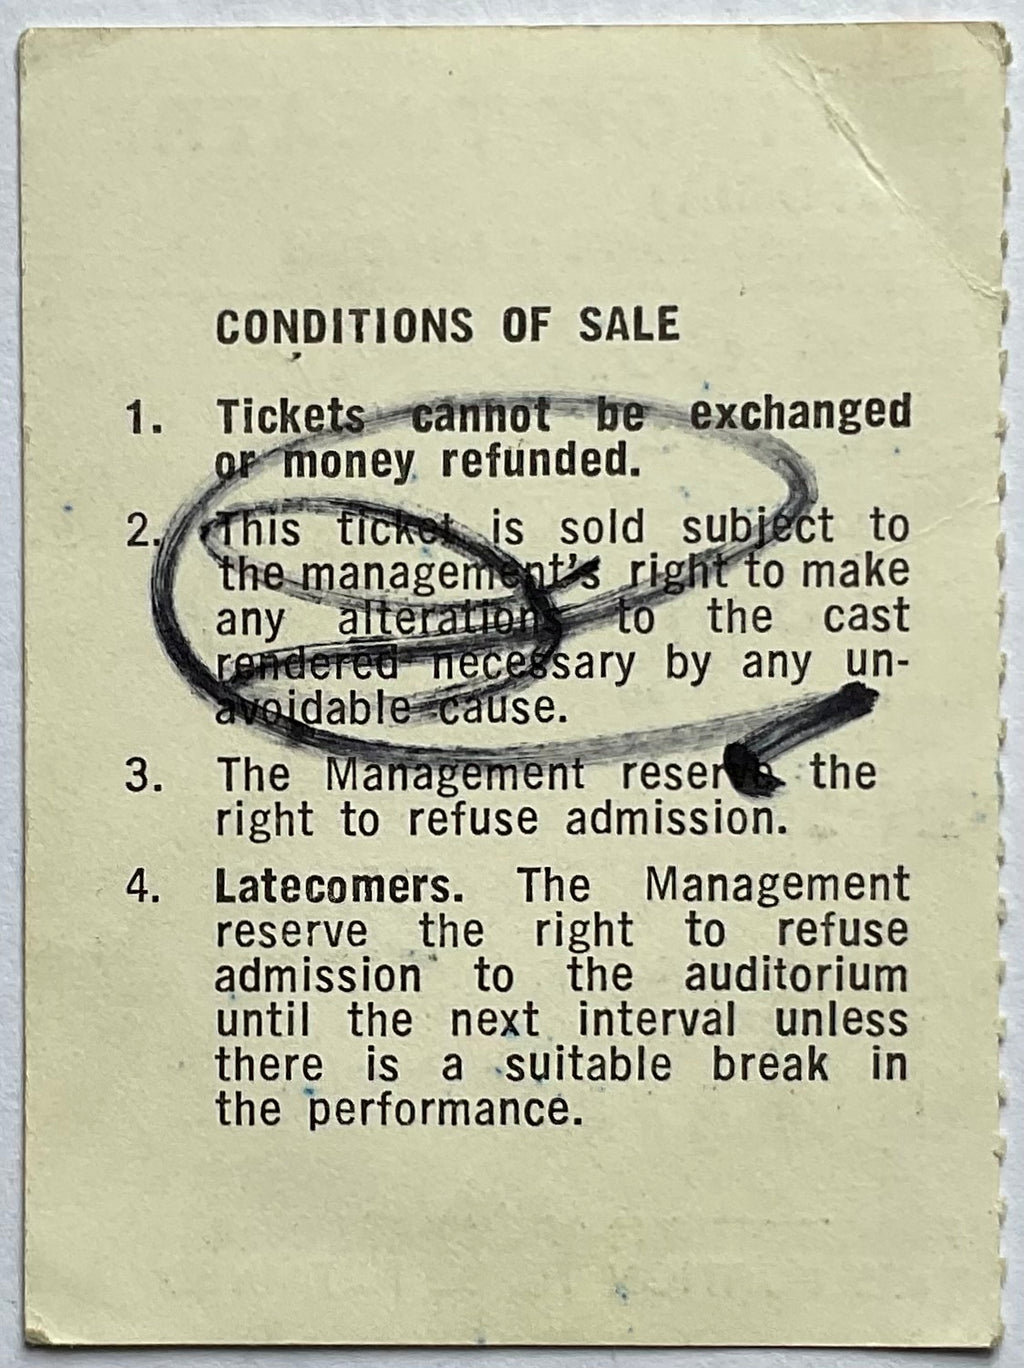 CONDITIONS OF SALE
1. Tickets cannot be exchanged
or money refunded.
2. This ticket is sold subject to
the management's right to make
any alteration to the cast
rendered necessary by any un-
avoidable cause.
3. The Management reserve the
right to refuse admission.
4. Latecomers. The Management
reserve the right to refuse
admission to the auditorium
until the next interval unless
there is a suitable break in
the performance.